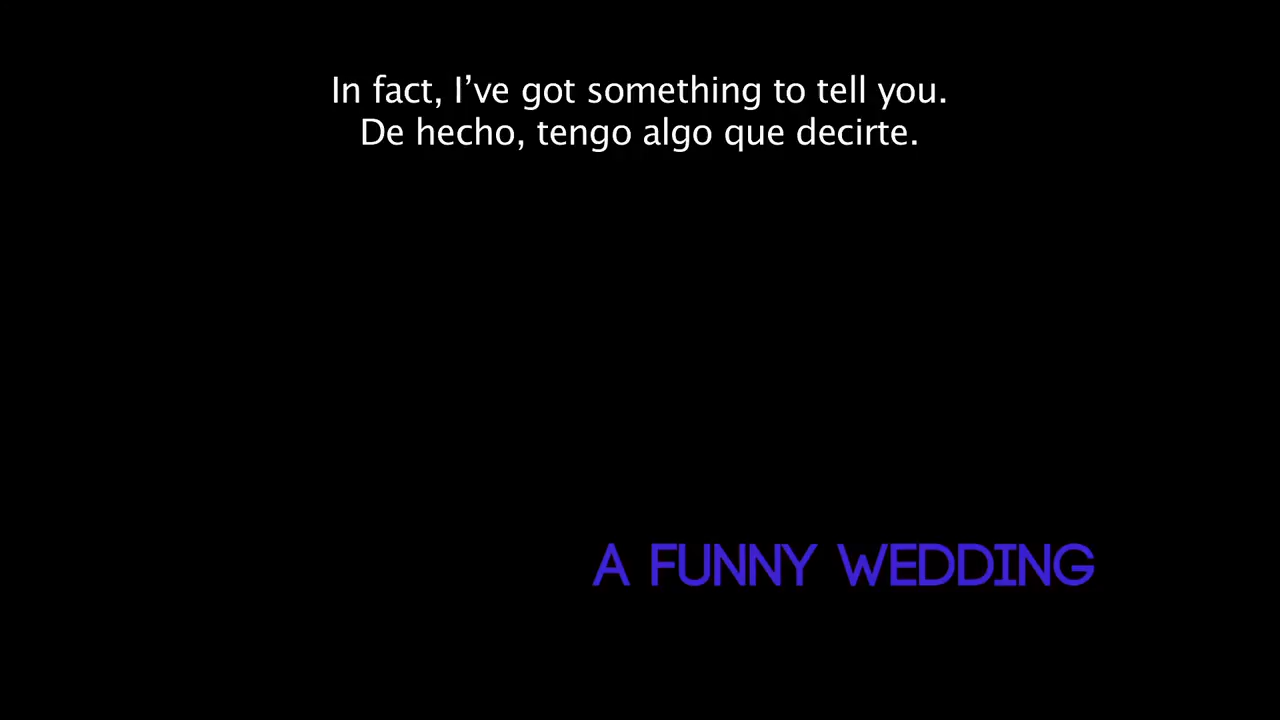 In fact, I’ve got something to tell you.
De hecho, tengo algo que decirte.
A FUNNY WEDDING